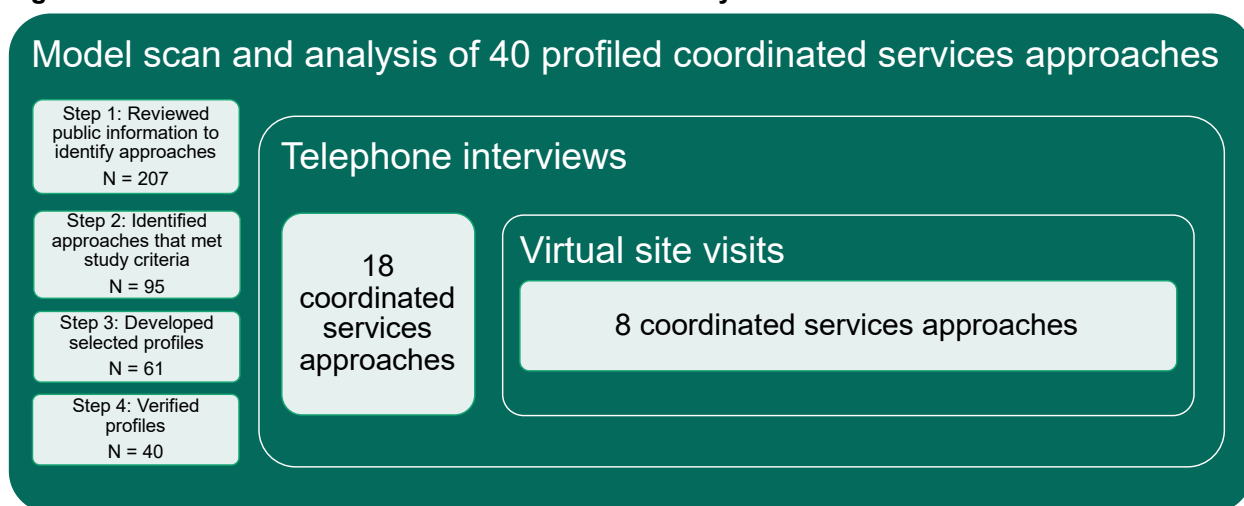 Model scan and analysis of 40 profiled coordinated services approaches
Step 1: Reviewed
public information to
identify approaches
N = 207
Step 2: Identified
approaches that met
study criteria
N = 95
Step 3: Developed
selected profiles
N = 61
Step 4: Verified
profiles
N = 40
Telephone interviews
18
coordinated
services
approaches
Virtual site visits
8 coordinated services approaches